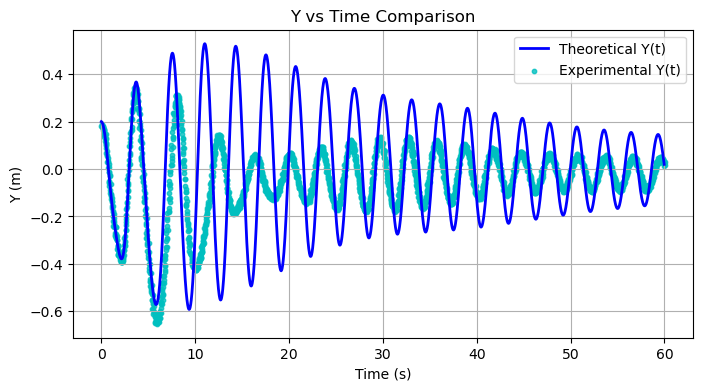 Y vs Time Comparison
Theoretical Y(t)
Experimental Y(t)
Y (m)
0.4
0.2
0.0
−0.2
−0.4
−0.6
0 10 20 30 40 50 60
Time (s)